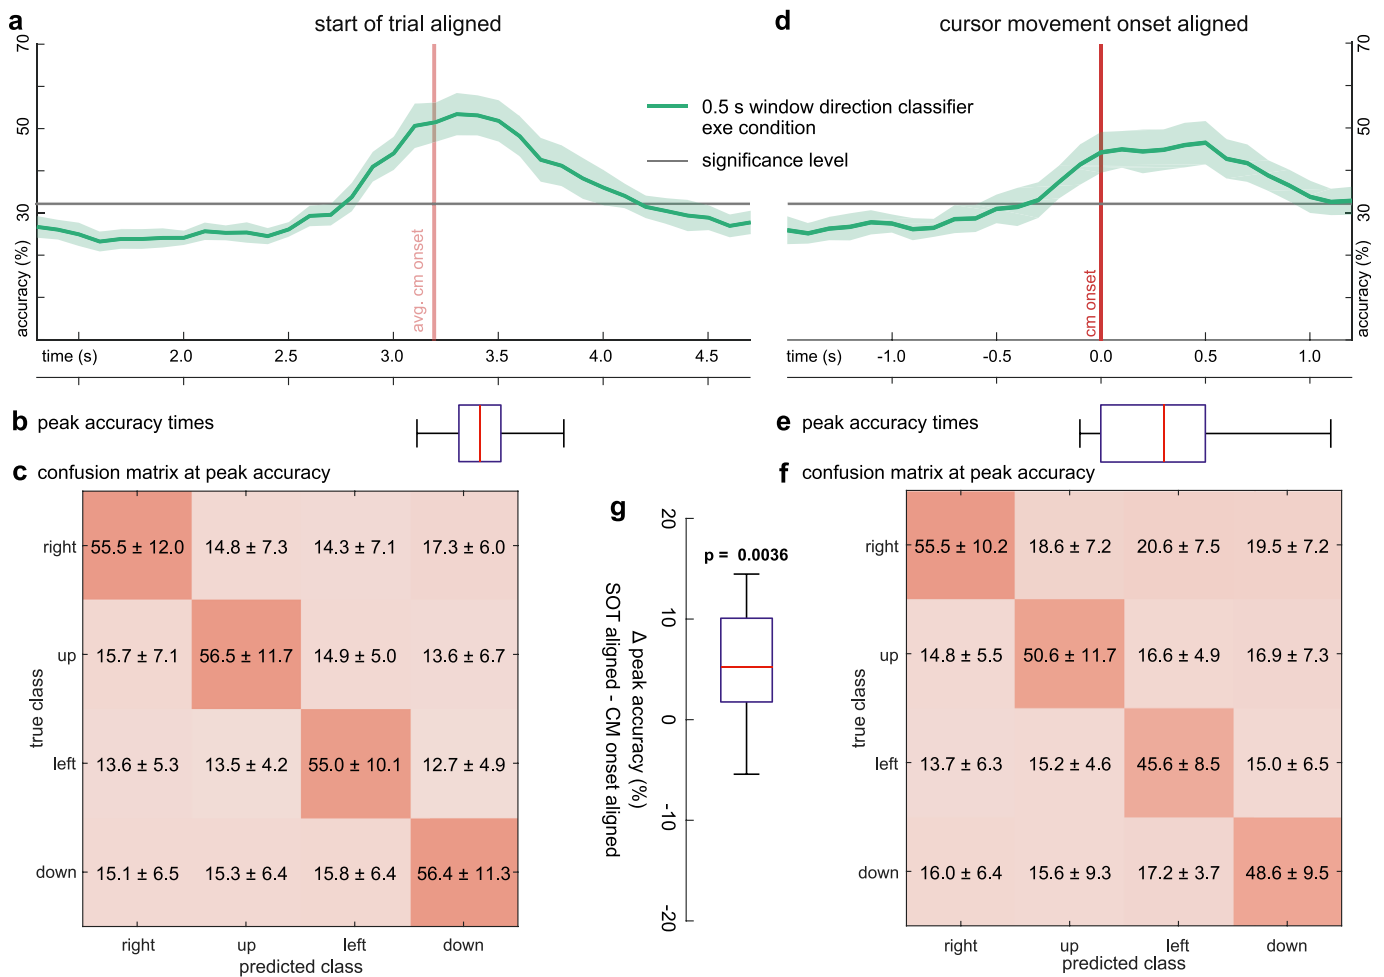 a
start of trial aligned
70
50
30
accuracy (%)
avg. cm onset
time (s)
2.0
2.5
3.0
3.5
4.0
4.5
0.5 s window direction classifier
exe condition
significance level
d
cursor movement onset aligned
70
50
30
accuracy (%)
cm onset
time (s)
-1.0
-0.5
0.0
0.5
1.0
b peak accuracy times
e peak accuracy times
c confusion matrix at peak accuracy
right 55.5 ± 12.0 14.8 ± 7.3 14.3 ± 7.1 17.3 ± 6.0
up 15.7 ± 7.1 56.5 ± 11.7 14.9 ± 5.0 13.6 ± 6.7
left 13.6 ± 5.3 13.5 ± 4.2 55.0 ± 10.1 12.7 ± 4.9
down 15.1 ± 6.5 15.3 ± 6.4 15.8 ± 6.4 56.4 ± 11.3
true class
right up left down
predicted class
g
20
10
0
-10
-20
p = 0.0036
Δ peak accuracy (%)
SOT aligned - CM onset aligned
f confusion matrix at peak accuracy
right 55.5 ± 10.2 18.6 ± 7.2 20.6 ± 7.5 19.5 ± 7.2
up 14.8 ± 5.5 50.6 ± 11.7 16.6 ± 4.9 16.9 ± 7.3
left 13.7 ± 6.3 15.2 ± 4.6 45.6 ± 8.5 15.0 ± 6.5
down 16.0 ± 6.4 15.6 ± 9.3 17.2 ± 3.7 48.6 ± 9.5
true class
right up left down
predicted class